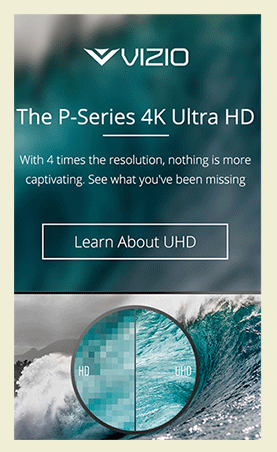 VIZIO
The P-Series 4K Ultra HD
With 4 times the resolution, nothing is more
captivating. See what you've been missing
Learn About UHD
HD UHD